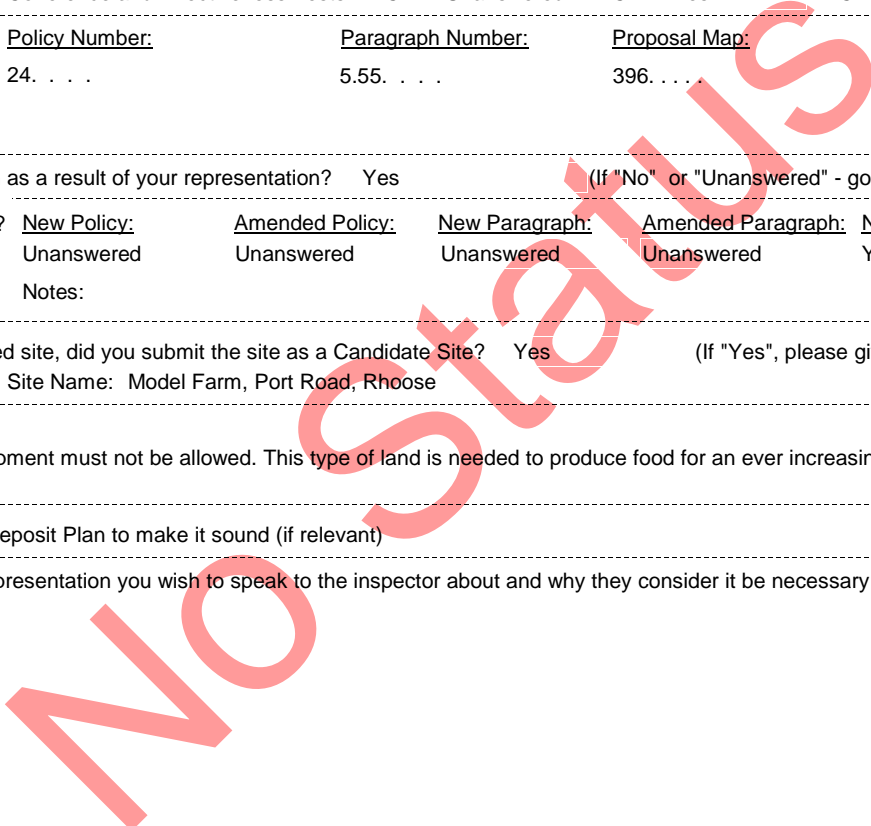 Policy Number: Paragraph Number: Proposal Map:
24. . . . 5.55. . . . 396. . . . .
as a result of your representation? Yes (If "No" or "Unanswered" - go
? New Policy: Amended Policy: New Paragraph: Amended Paragraph: N
Unanswered Unanswered Unanswered Unanswered Y
Notes:
ed site, did you submit the site as a Candidate Site? Yes (If "Yes", please gi
Site Name: Model Farm, Port Road, Rhoose
oment must not be allowed. This type of land is needed to produce food for an ever increasin
eposit Plan to make it sound (if relevant)
presentation you wish to speak to the inspector about and why they consider it be necessary
No Status